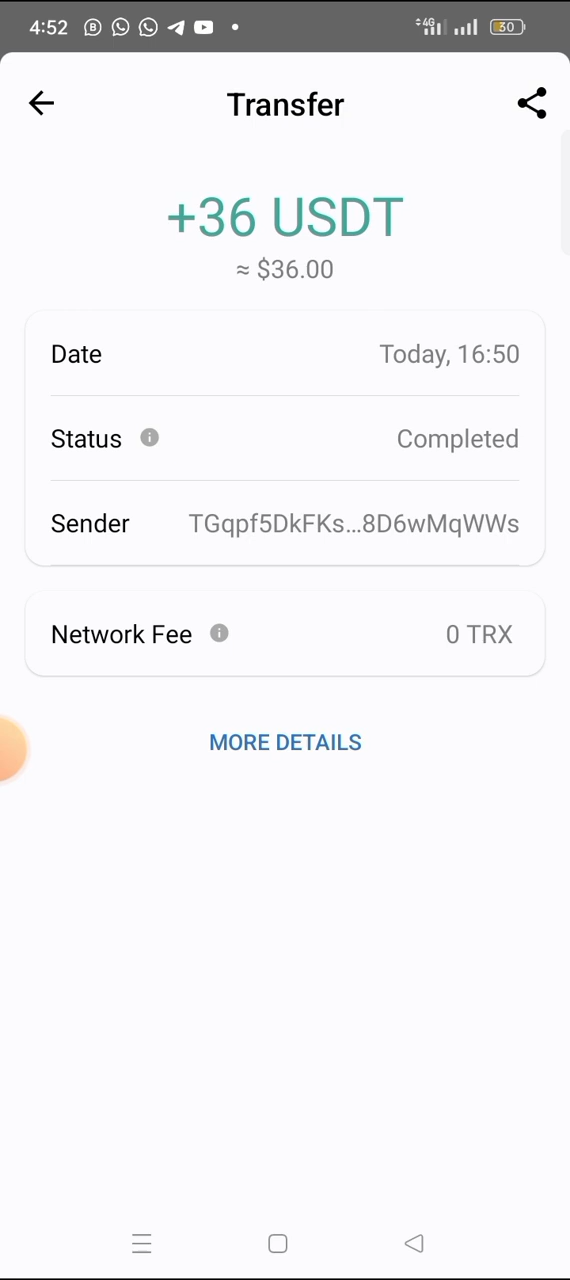 4:52 4G 30
Transfer
+36 USDT
≈ $36.00
Date Today, 16:50
Status Completed
Sender TGqpf5DkFKs...8D6wMqWWs
Network Fee 0 TRX
MORE DETAILS